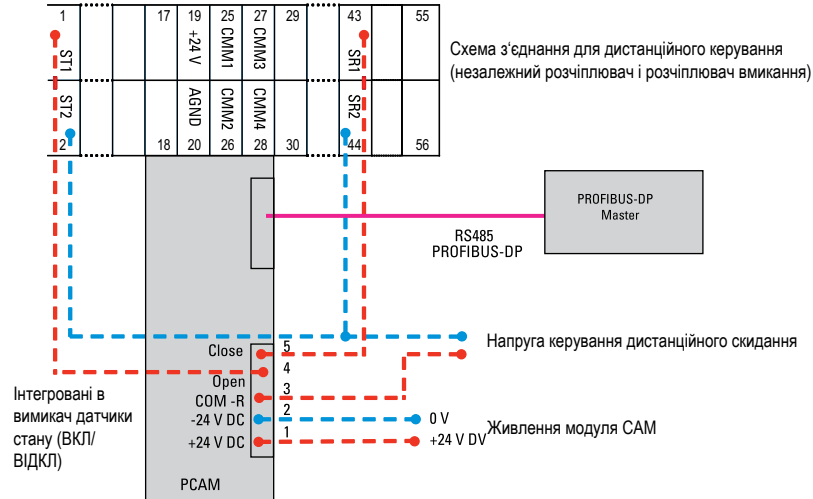 1 17 19 25 27 29 43 55
ST1 +24 V CMM1 CMM3 SR1
ST2 AGND CMM2 CMM4 SR2
2 18 20 26 28 30 44 56
Схема з‘єднання для дистанційного керування
(незалежний розчіплювач і розчіплювач вмикання)
PROFIBUS-DP
Master
RS485
PROFIBUS-DP
Напруга керування дистанційного скидання
Close 5
Open 4
COM -R 3
-24 V DC 2
+24 V DC 1
0 V
+24 V DV
Живлення модуля CAM
Інтегровані в
вимикач датчики
стану (ВКЛ/
ВІДКЛ)
PCAM